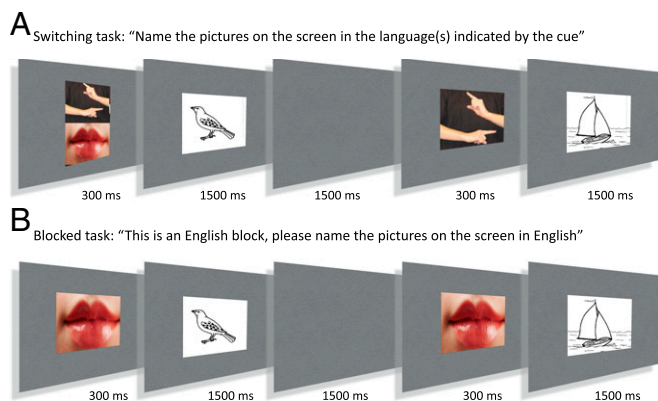 A Switching task: “Name the pictures on the screen in the language(s) indicated by the cue”
300 ms 1500 ms 1500 ms 300 ms 1500 ms
B Blocked task: “This is an English block, please name the pictures on the screen in English”
300 ms 1500 ms 1500 ms 300 ms 1500 ms